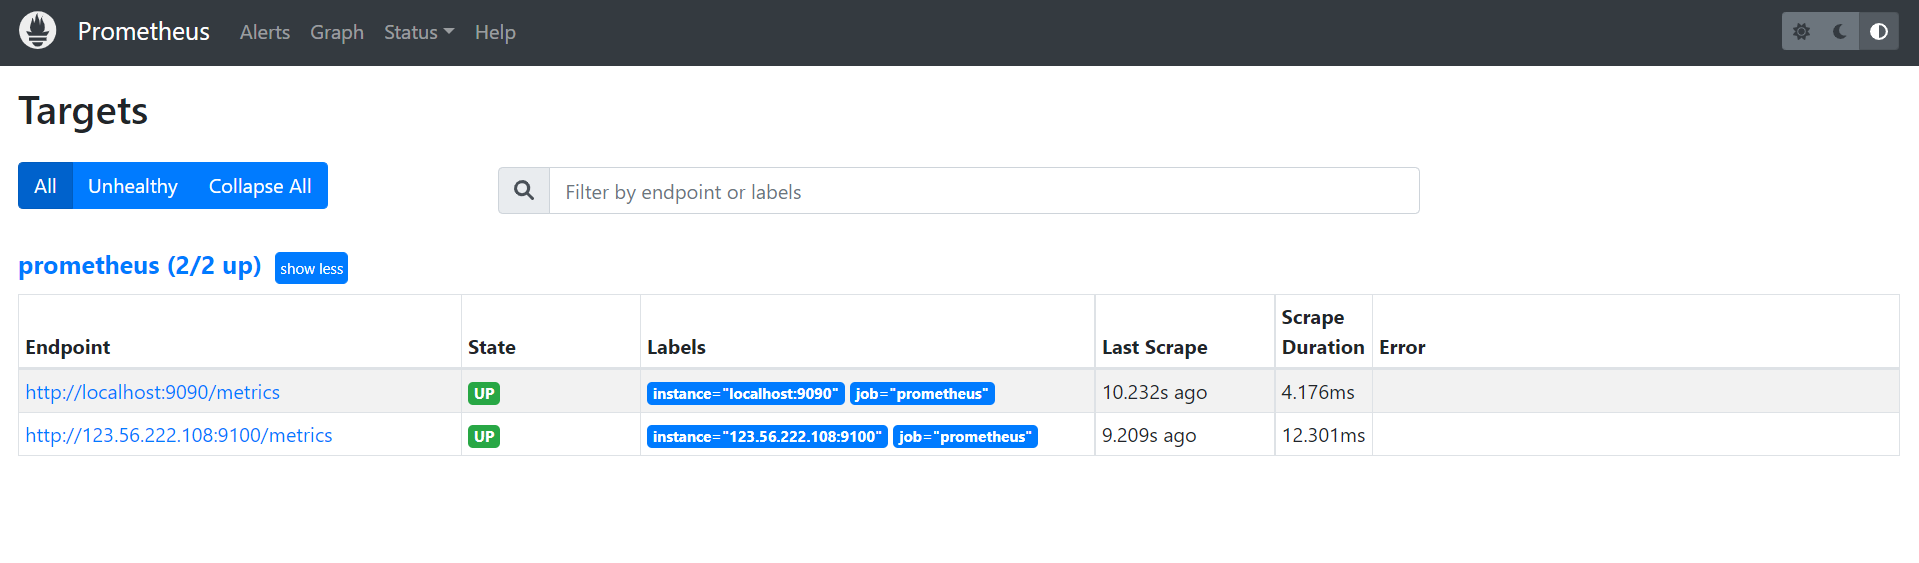 Prometheus Alerts Graph Status Help
Targets
All Unhealthy Collapse All
Filter by endpoint or labels
prometheus (2/2 up) show less
Endpoint State Labels Last Scrape Scrape Duration Error
http://localhost:9090/metrics UP instance="localhost:9090" job="prometheus" 10.232s ago 4.176ms
http://123.56.222.108:9100/metrics UP instance="123.56.222.108:9100" job="prometheus" 9.209s ago 12.301ms